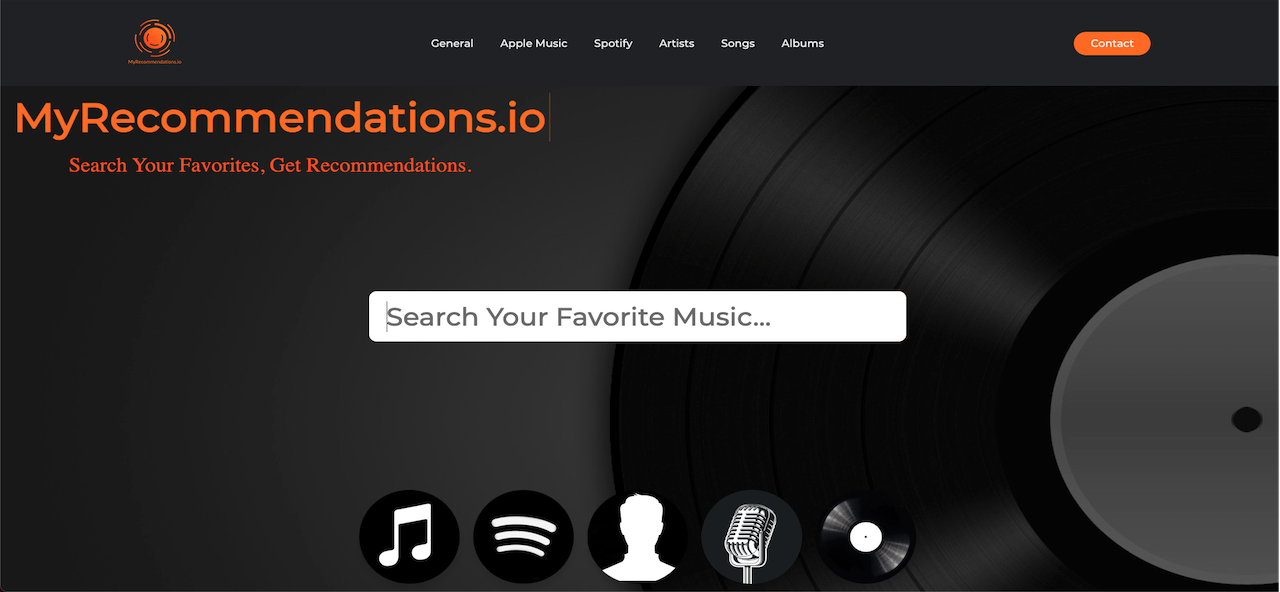 MyRecommendations.io
General Apple Music Spotify Artists Songs Albums Contact
MyRecommendations.io
Search Your Favorites, Get Recommendations.
Search Your Favorite Music...